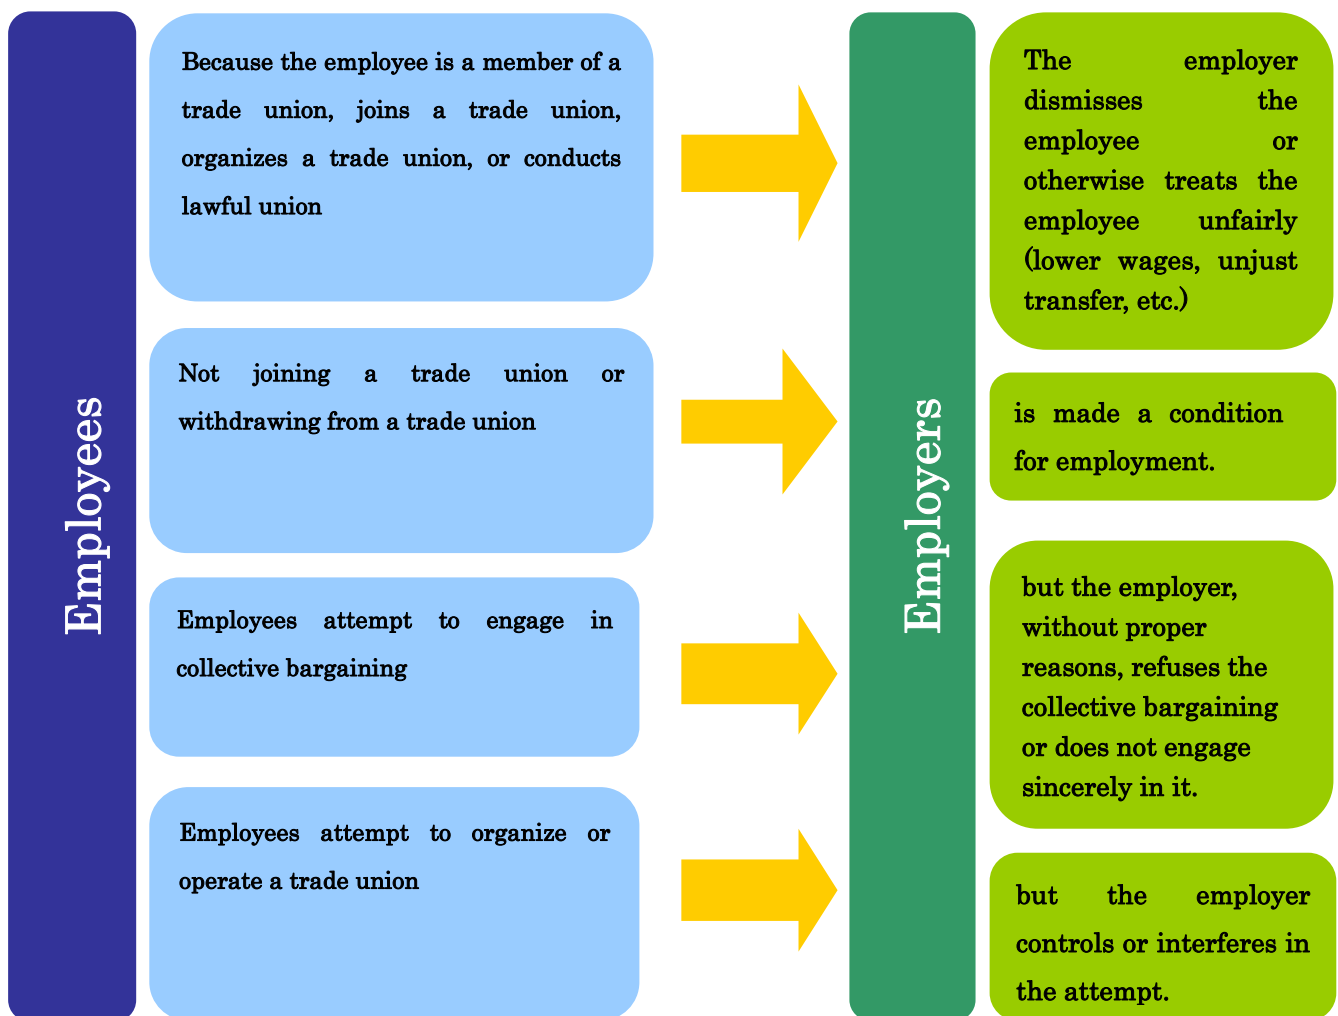 Employees
Because the employee is a member of a
trade union, joins a trade union,
organizes a trade union, or conducts
lawful union
Not joining a trade union or
withdrawing from a trade union
Employees attempt to engage in
collective bargaining
Employees attempt to organize or
operate a trade union
Employers
The employer
dismisses the
employee or
otherwise treats the
employee unfairly
(lower wages, unjust
transfer, etc.)
is made a condition
for employment.
but the employer,
without proper
reasons, refuses the
collective bargaining
or does not engage
sincerely in it.
but the employer
controls or interferes in
the attempt.